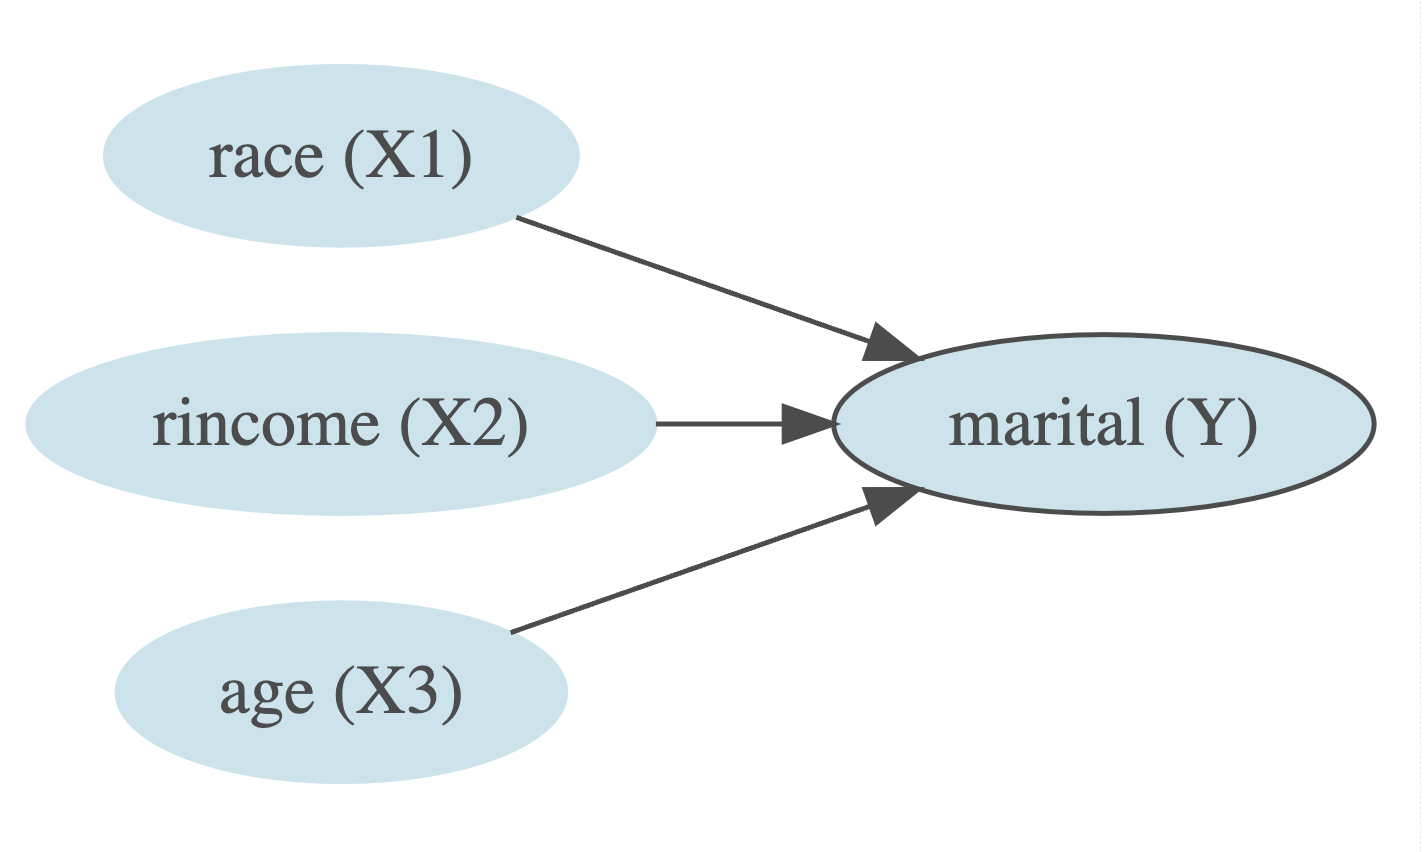 race (X1)
rincome (X2)
marital (Y)
age (X3)